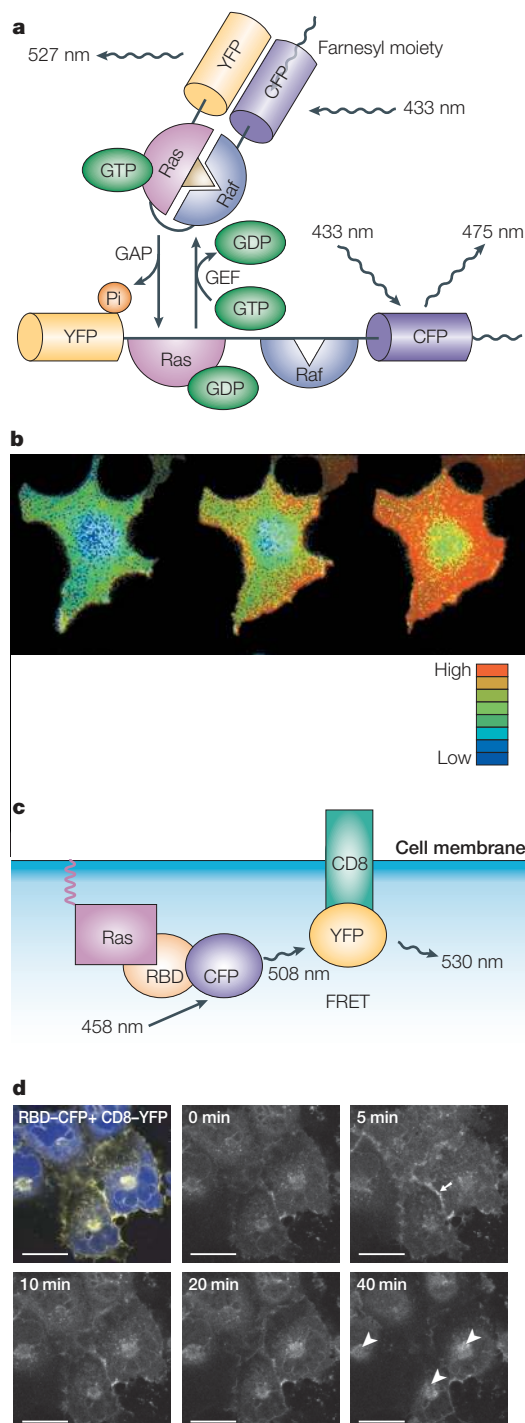 a
527 nm
YFP
CFP
Farnesyl moiety
433 nm
GTP
Ras
Raf
GAP
GDP
GEF
433 nm
475 nm
Pi
GTP
YFP
CFP
Ras
Raf
GDP
b
High
Low
c
Cell membrane
CD8
Ras
YFP
RBD
CFP
508 nm
530 nm
FRET
458 nm
d
RBD–CFP+ CD8–YFP
0 min
5 min
10 min
20 min
40 min